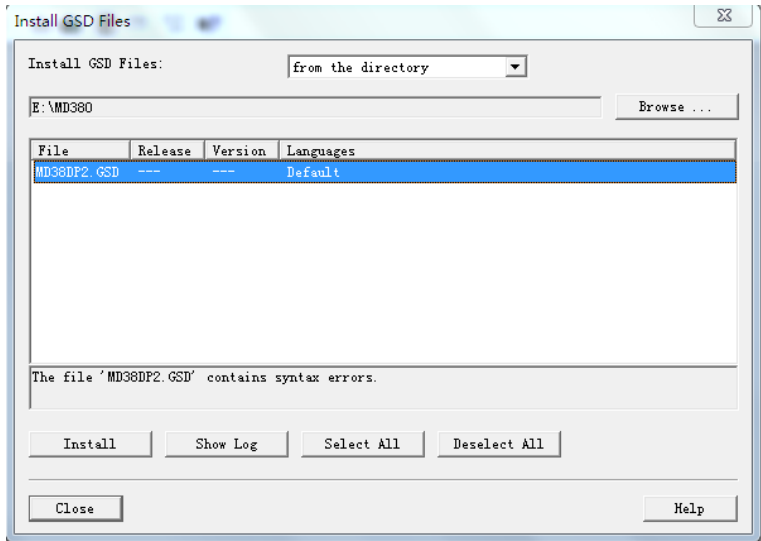 Install GSD Files
Install GSD Files: from the directory
E:\MD380 Browse ...
File Release Version Languages
MD38DP2.GSD --- --- Default
The file 'MD38DP2.GSD' contains syntax errors.
Install Show Log Select All Deselect All
Close Help